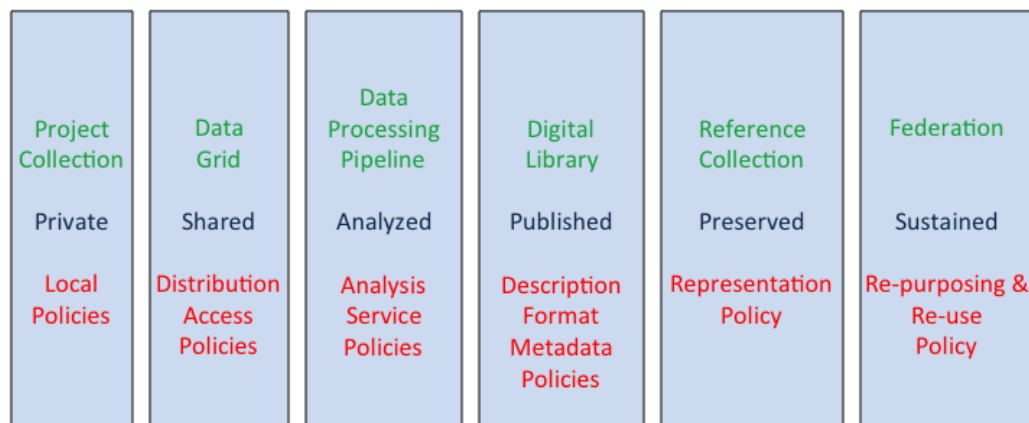 Project
Collection
Private
Local
Policies
Data
Grid
Shared
Distribution
Access
Policies
Data
Processing
Pipeline
Analyzed
Analysis
Service
Policies
Digital
Library
Published
Description
Format
Metadata
Policies
Reference
Collection
Preserved
Representation
Policy
Federation
Sustained
Re-purposing &
Re-use
Policy